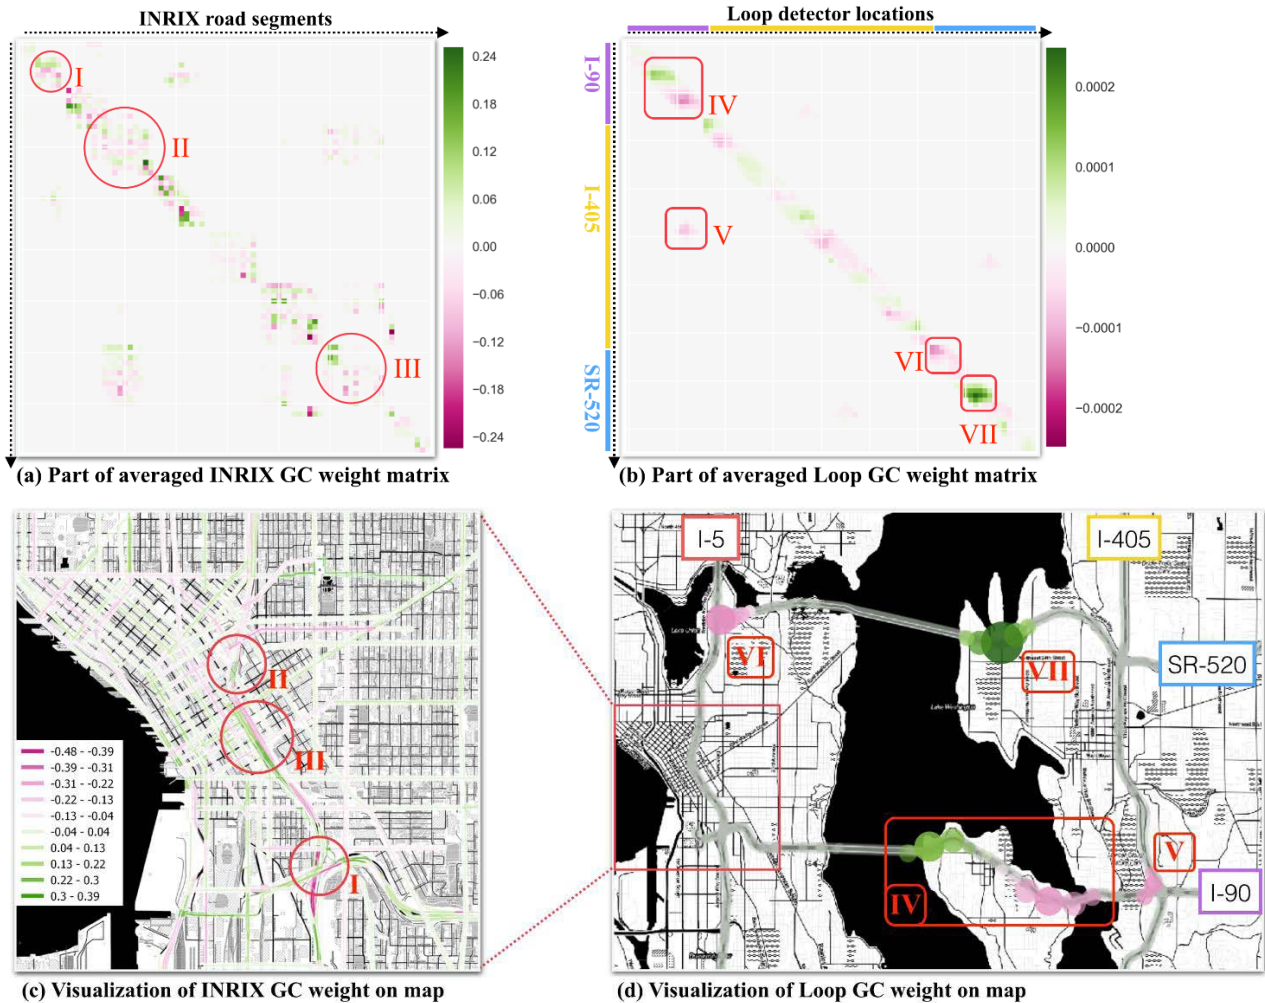 INRIX road segments
I
II
III
0.24
0.18
0.12
0.06
0.00
−0.06
−0.12
−0.18
−0.24
(a) Part of averaged INRIX GC weight matrix
Loop detector locations
I-90
I-405
SR-520
IV
V
VI
VII
0.0002
0.0001
0.0000
−0.0001
−0.0002
(b) Part of averaged Loop GC weight matrix
II
III
I
-0.48 - -0.39
-0.39 - -0.31
-0.31 - -0.22
-0.22 - -0.13
-0.13 - -0.04
-0.04 - 0.04
0.04 - 0.13
0.13 - 0.22
0.22 - 0.3
0.3 - 0.39
(c) Visualization of INRIX GC weight on map
I-5
I-405
VI
VII
SR-520
Lake Washington
V
IV
I-90
(d) Visualization of Loop GC weight on map